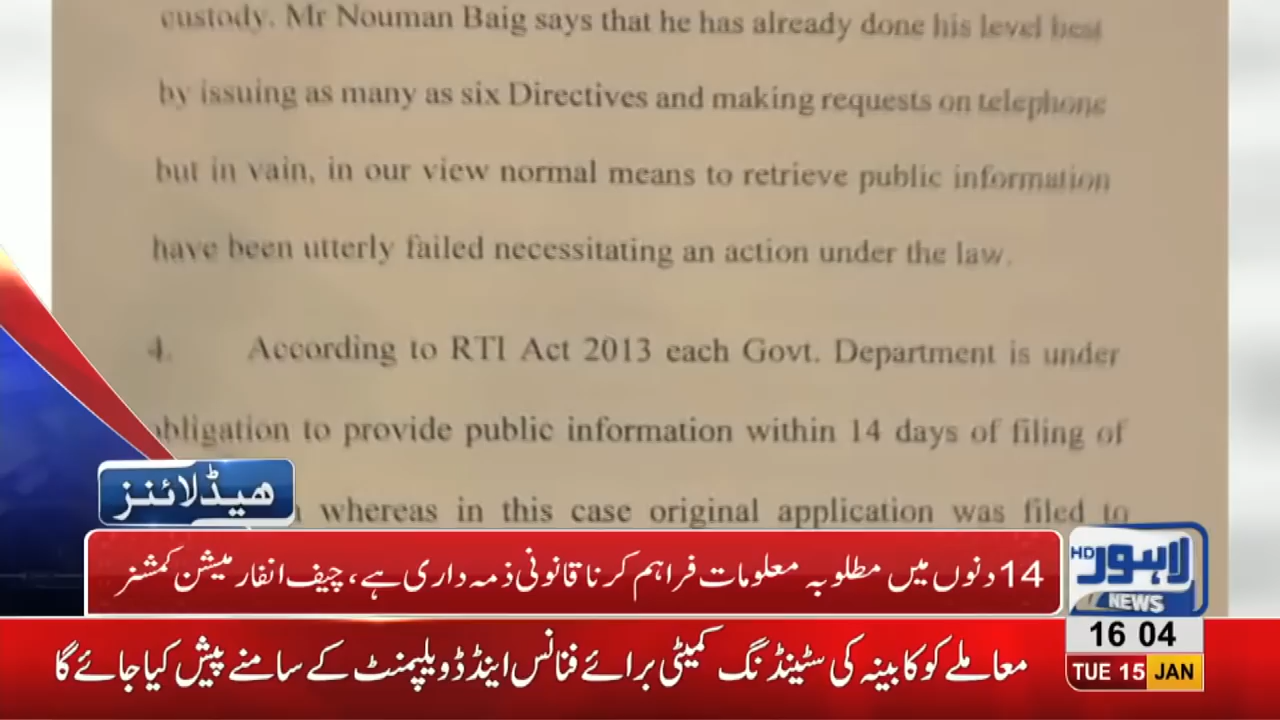 custody. Mr Nouman Baig says that he has already done his level best
by issuing as many as six Directives and making requests on telephone
but in vain, in our view normal means to retrieve public information
have been utterly failed necessitating an action under the law.
4. According to RTI Act 2013 each Govt. Department is under
obligation to provide public information within 14 days of filing of
whereas in this case original application was filed to
ھیڈلائنز
14 دنوں میں مطلوبہ معلومات فراہم کرنا قانونی ذمہ داری ہے، چیف انفارمیشن کمشنر
HD لاہور
NEWS
16 04
TUE 15 JAN
معاملے کو کابینہ کی سٹینڈنگ کمیٹی برائے فنانس اینڈ ڈویلپمنٹ کے سامنے پیش کیا جائے گا